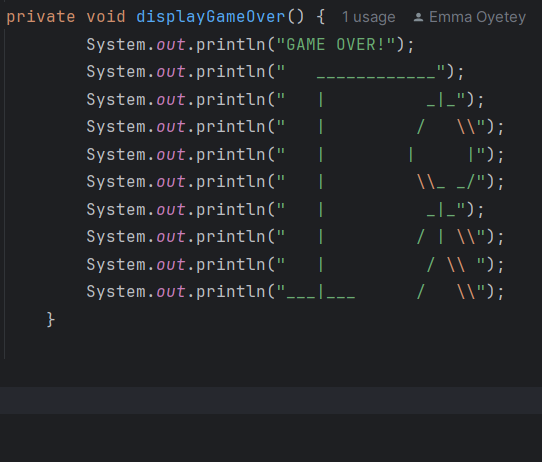 private void displayGameOver() {  1 usage  Emma Oyetey
        System.out.println("GAME OVER!");
        System.out.println("   ____________");
        System.out.println("   |          _|_");
        System.out.println("   |         /   \\");
        System.out.println("   |        |     |");
        System.out.println("   |         \\_ _/");
        System.out.println("   |          _|_");
        System.out.println("   |         / | \\");
        System.out.println("   |          / \\ ");
        System.out.println("___|___      /   \\");
    }